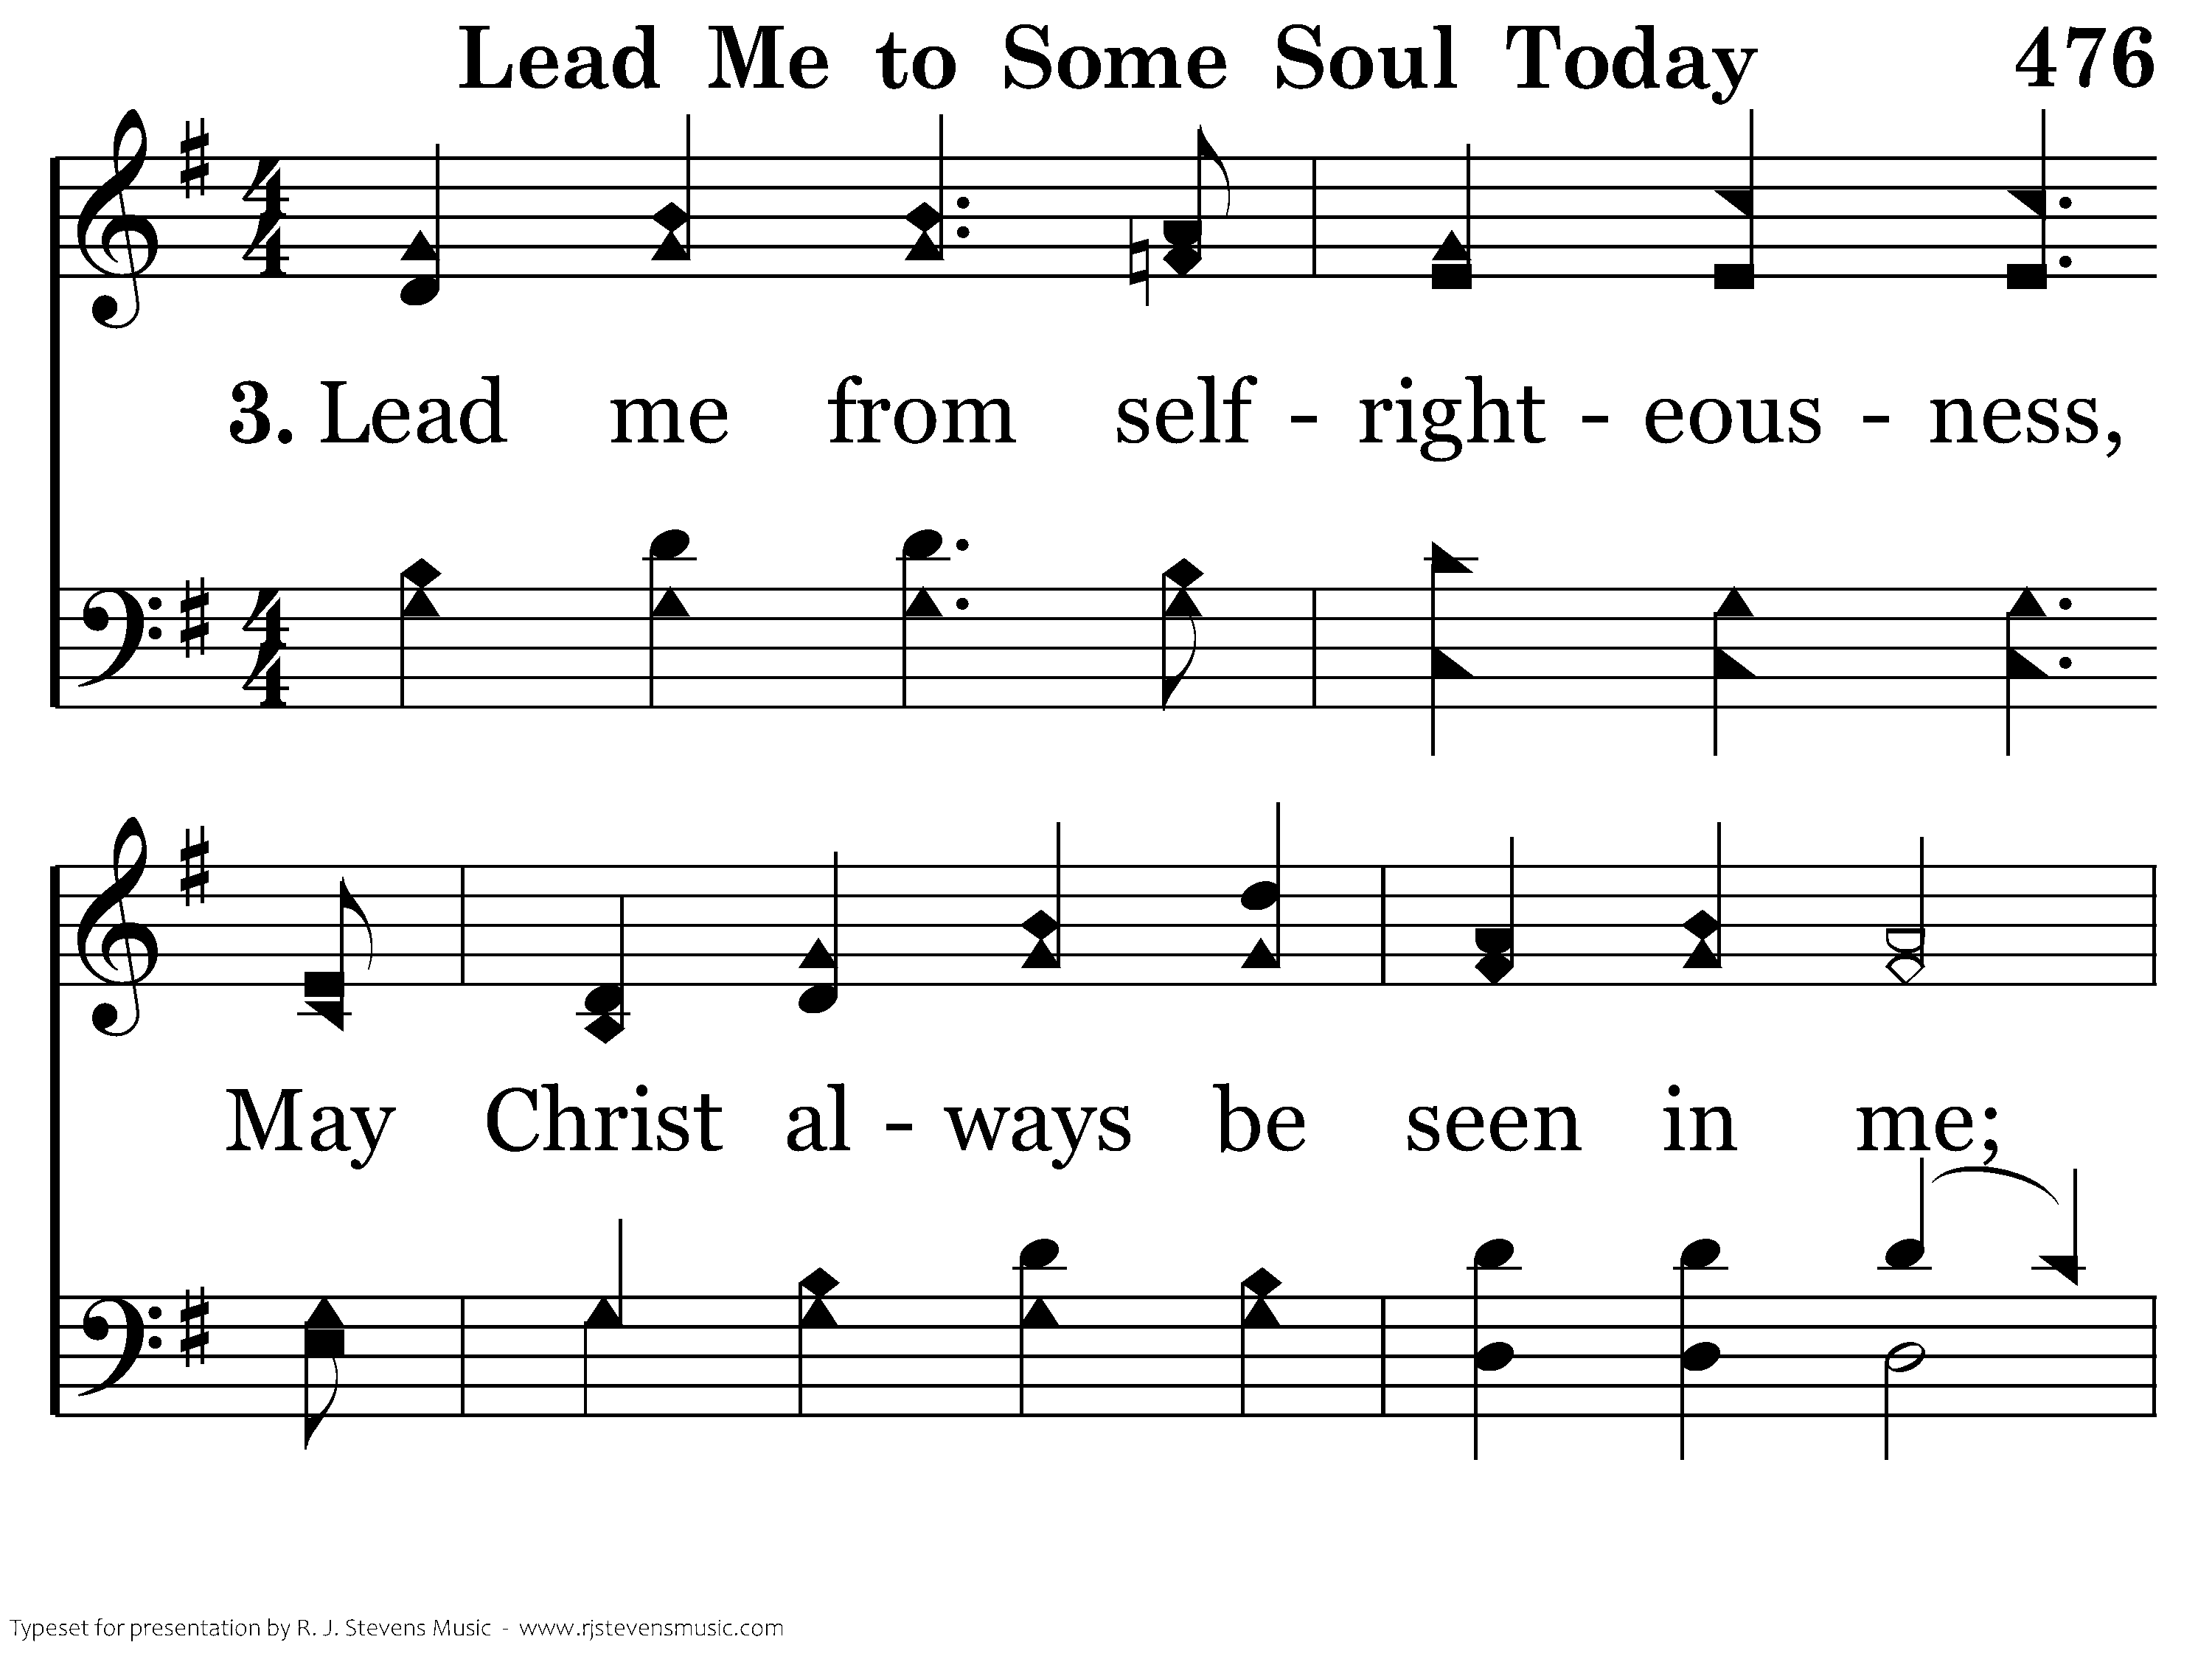 Lead Me to Some Soul Today 476
3. Lead me from self - right - eous - ness,
May Christ al - ways be seen in me;
Typeset for presentation by R. J. Stevens Music - www.rjstevensmusic.com